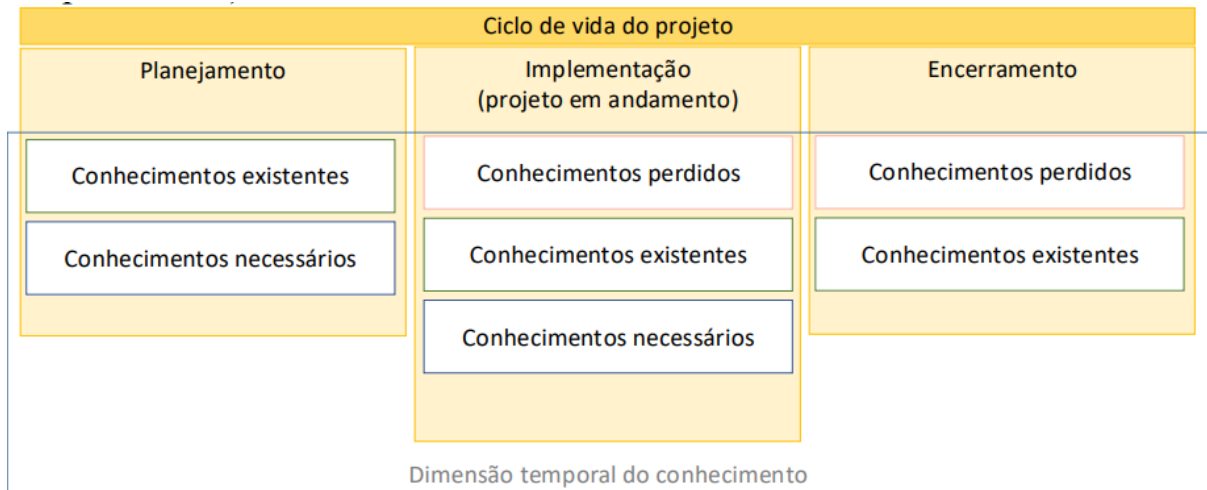 Ciclo de vida do projeto
Planejamento
Conhecimentos existentes
Conhecimentos necessários
Implementação
(projeto em andamento)
Conhecimentos perdidos
Conhecimentos existentes
Conhecimentos necessários
Encerramento
Conhecimentos perdidos
Conhecimentos existentes
Dimensão temporal do conhecimento